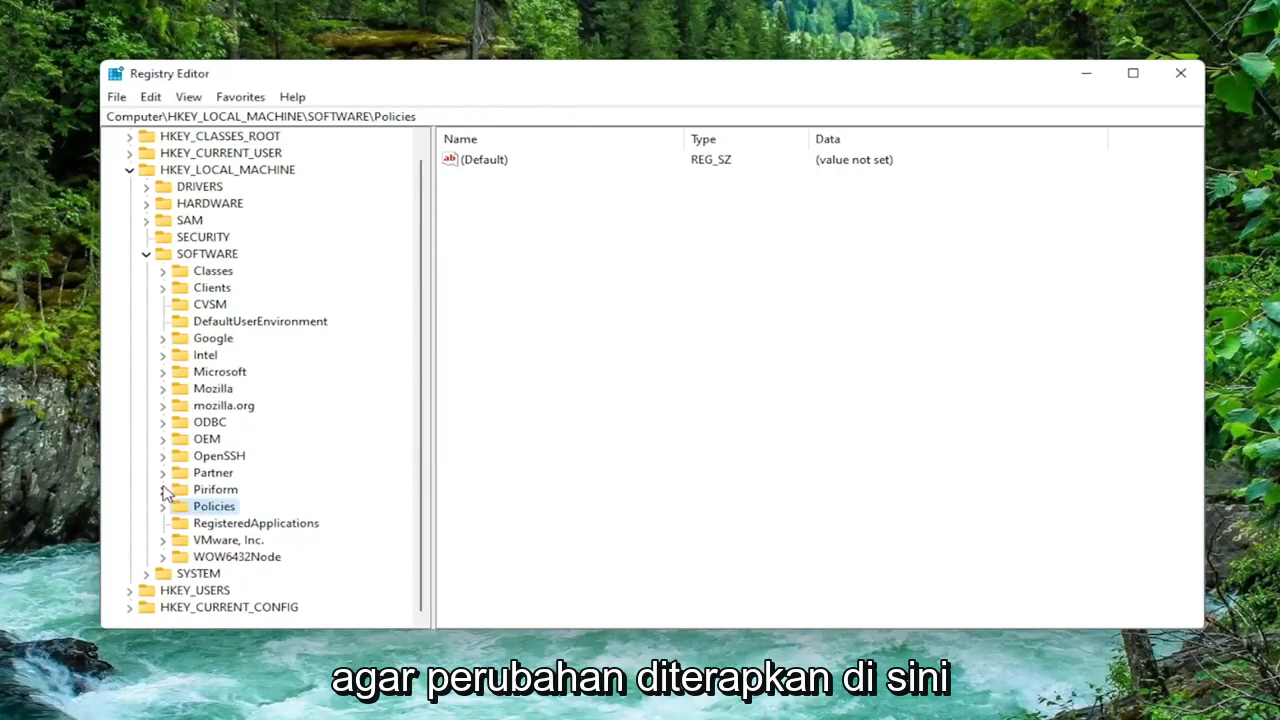 Registry Editor
File Edit View Favorites Help
Computer\HKEY_LOCAL_MACHINE\SOFTWARE\Policies
HKEY_CLASSES_ROOT
HKEY_CURRENT_USER
HKEY_LOCAL_MACHINE
DRIVERS
HARDWARE
SAM
SECURITY
SOFTWARE
Classes
Clients
CVSM
DefaultUserEnvironment
Google
Intel
Microsoft
Mozilla
mozilla.org
ODBC
OEM
OpenSSH
Partner
Piriform
Policies
RegisteredApplications
VMware, Inc.
WOW6432Node
SYSTEM
HKEY_USERS
HKEY_CURRENT_CONFIG
Name Type Data
ab (Default) REG_SZ (value not set)
agar perubahan diterapkan di sini